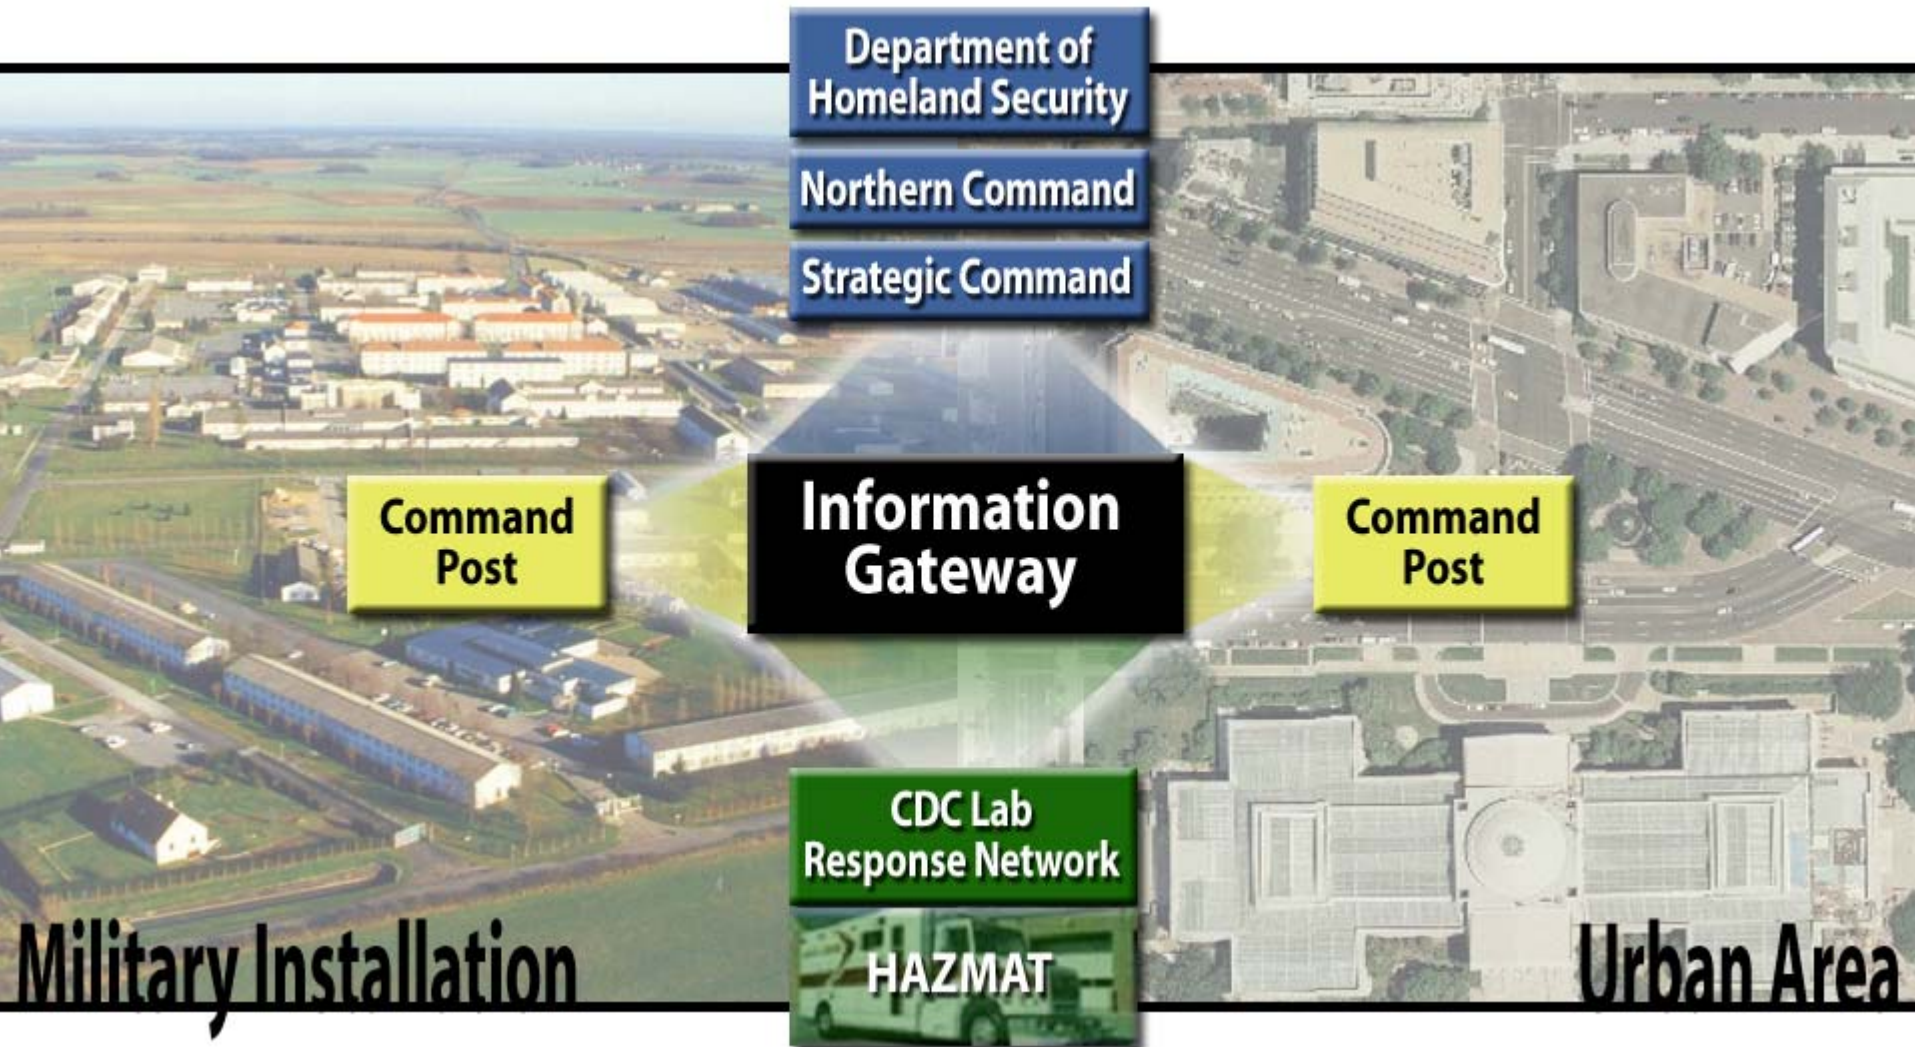 Department of
Homeland Security
Northern Command
Strategic Command
Command
Post
Information
Gateway
Command
Post
CDC Lab
Response Network
HAZMAT
Military Installation
Urban Area